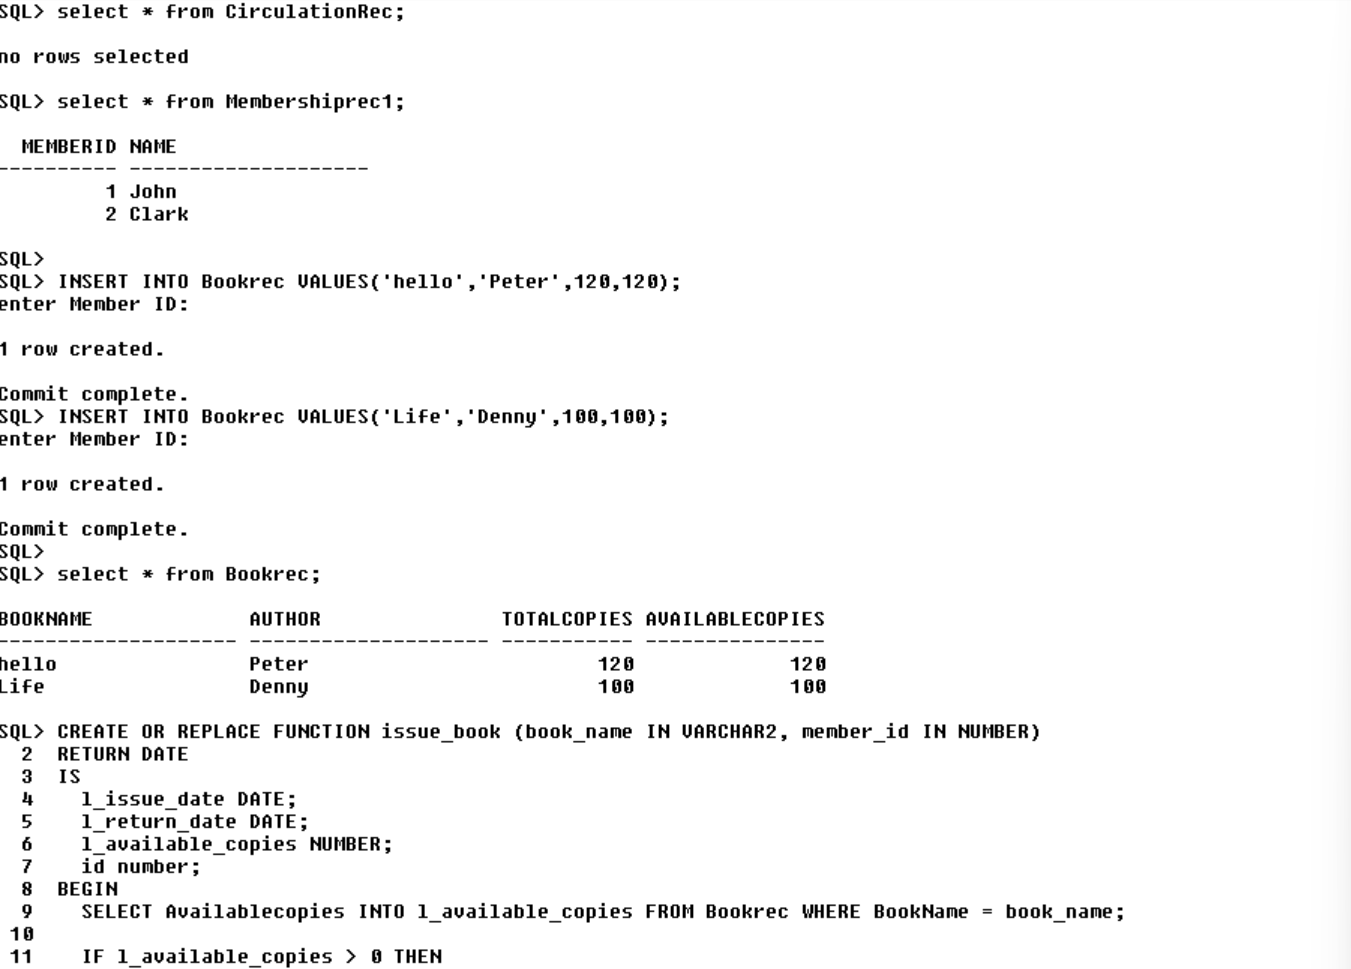 SQL> select * from CirculationRec;
no rows selected
SQL> select * from Membershiprec1;
MEMBERID NAME
---------- --------------------
1 John
2 Clark
SQL>
SQL> INSERT INTO Bookrec VALUES('hello','Peter',120,120);
enter Member ID:
1 row created.
Commit complete.
SQL> INSERT INTO Bookrec VALUES('Life','Denny',100,100);
enter Member ID:
1 row created.
Commit complete.
SQL>
SQL> select * from Bookrec;
BOOKNAME AUTHOR TOTALCOPIES AVAILABLECOPIES
-------------------- -------------------- ----------- ---------------
hello Peter 120 120
Life Denny 100 100
SQL> CREATE OR REPLACE FUNCTION issue_book (book_name IN VARCHAR2, member_id IN NUMBER)
2 RETURN DATE
3 IS
4 l_issue_date DATE;
5 l_return_date DATE;
6 l_available_copies NUMBER;
7 id number;
8 BEGIN
9 SELECT Availablecopies INTO l_available_copies FROM Bookrec WHERE BookName = book_name;
10
11 IF l_available_copies > 0 THEN